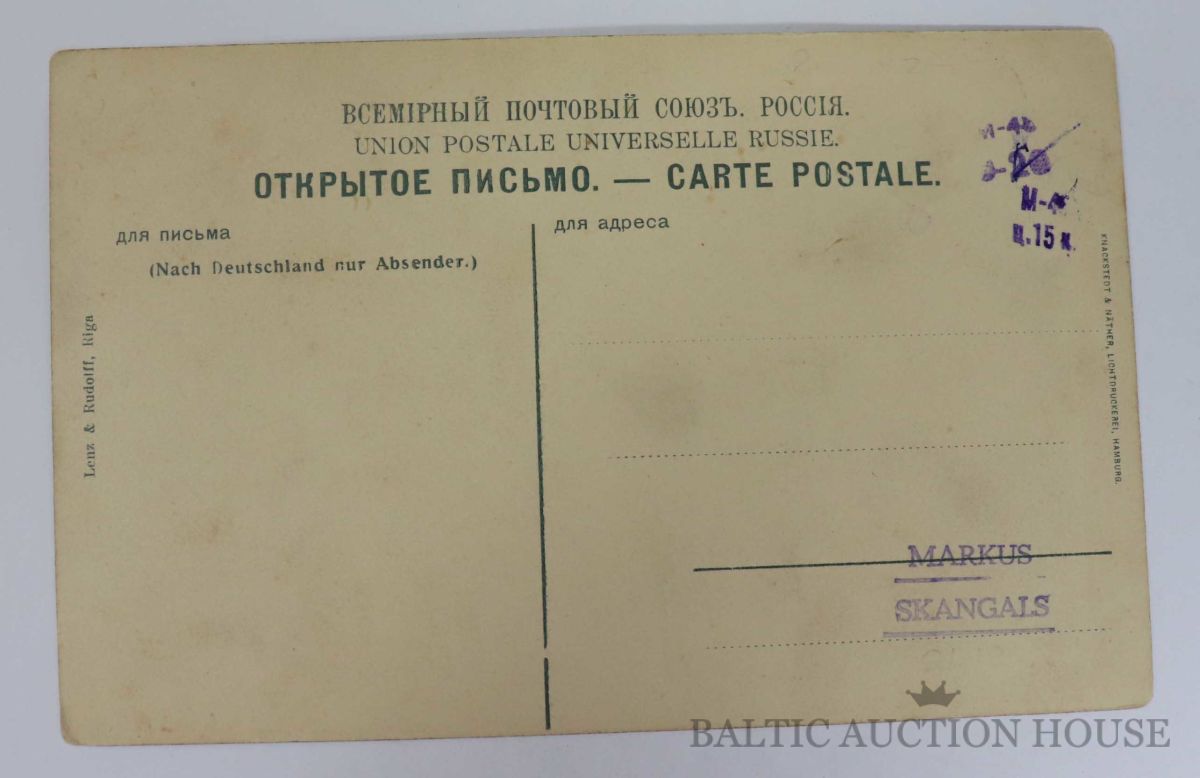 ВСЕМІРНЫЙ ПОЧТОВЫЙ СОЮЗЪ. РОССІЯ.
UNION POSTALE UNIVERSELLE RUSSIE.
ОТКРЫТОЕ ПИСЬМО. — CARTE POSTALE.
для письма
для адреса
(Nach Deutschland nur Absender.)
М-4
ц.15 к.
Lenz & Rudolff, Riga
KNACKSTEDT & NÄTHER, LICHTDRUCKEREI, HAMBURG.
MARKUS
SKANGALS
BALTIC AUCTION HOUSE